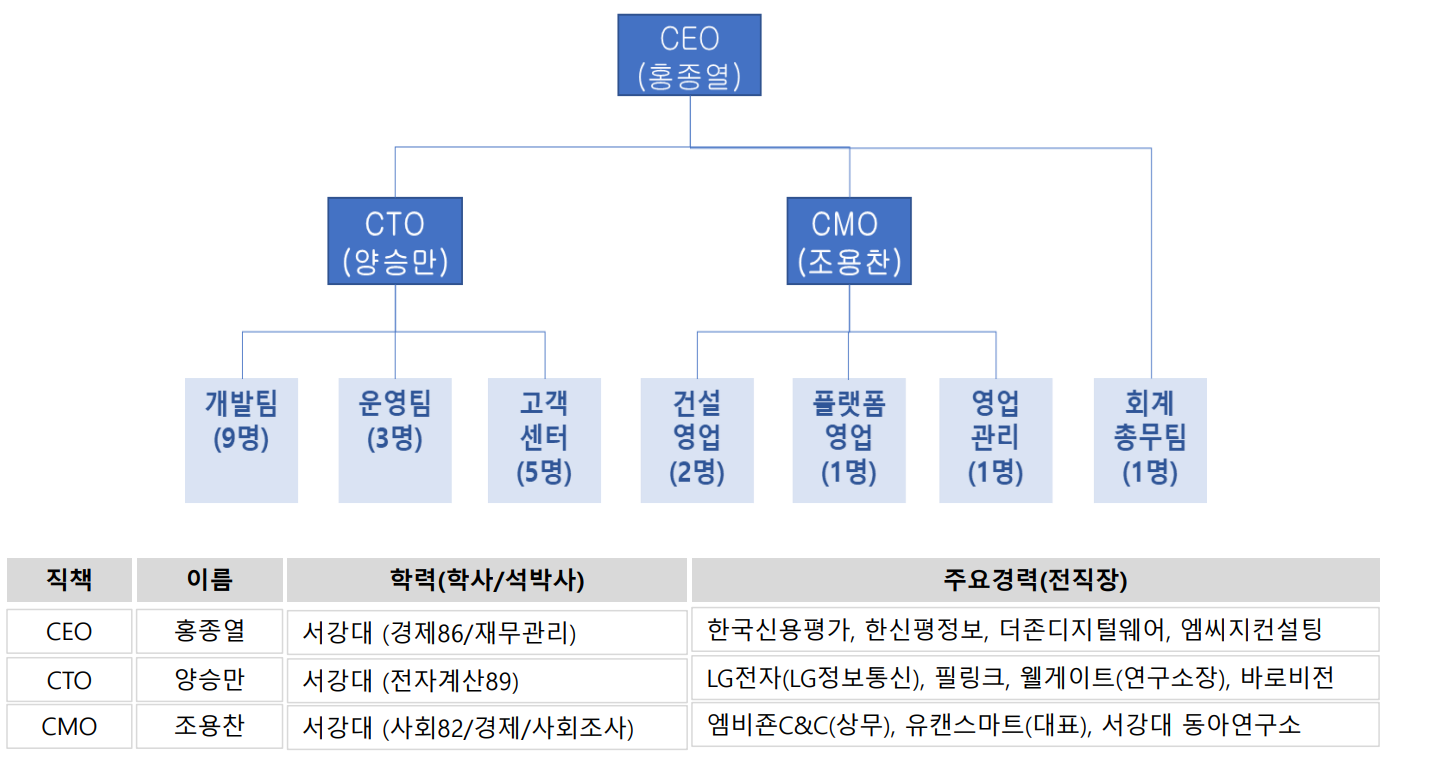 CEO
(홍종열)
CTO
(양승만)
CMO
(조용찬)
개발팀
(9명)
운영팀
(3명)
고객
센터
(5명)
건설
영업
(2명)
플랫폼
영업
(1명)
영업
관리
(1명)
회계
총무팀
(1명)
직책 이름 학력(학사/석박사) 주요경력(전직장)
CEO 홍종열 서강대 (경제86/재무관리) 한국신용평가, 한신평정보, 더존디지털웨어, 엠씨지컨설팅
CTO 양승만 서강대 (전자계산89) LG전자(LG정보통신), 필링크, 웰게이트(연구소장), 바로비전
CMO 조용찬 서강대 (사회82/경제/사회조사) 엠비죤C&C(상무), 유캔스마트(대표), 서강대 동아연구소